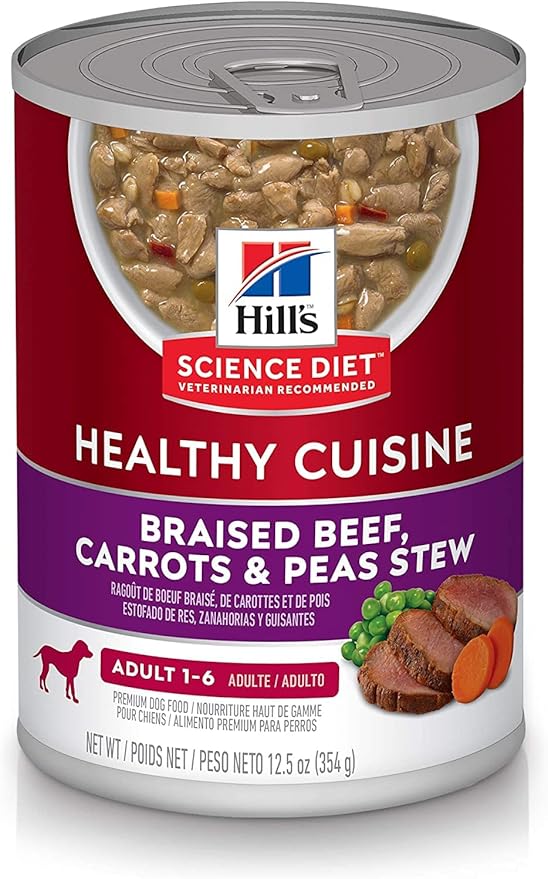 Hill's™
SCIENCE DIET™
VETERINARIAN RECOMMENDED
HEALTHY CUISINE
BRAISED BEEF,
CARROTS & PEAS STEW
RAGOÛT DE BOEUF BRAISÉ, DE CAROTTES ET DE POIS
ESTOFADO DE RES, ZANAHORIAS Y GUISANTES
ADULT 1-6 ADULTE / ADULTO
PREMIUM DOG FOOD / NOURRITURE HAUT DE GAMME
POUR CHIENS / ALIMENTO PREMIUM PARA PERROS
NET WT / POIDS NET / PESO NETO 12.5 oz (354 g)